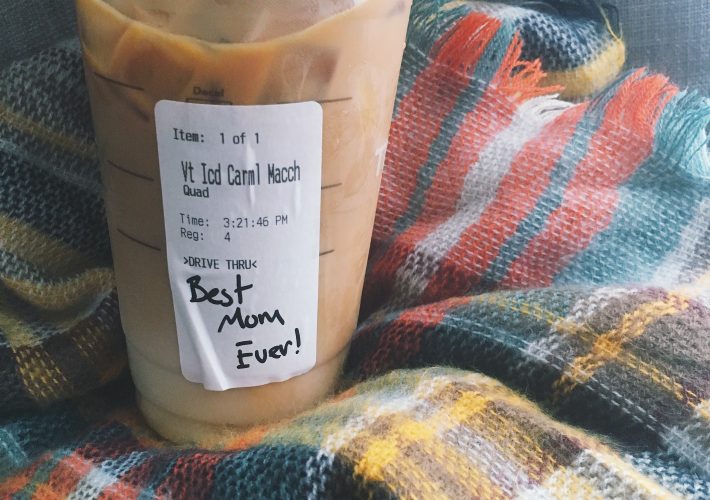 Decaf
Item: 1 of 1
Vt Icd Carml Macch
Quad
Time: 3:21:46 PM
Reg: 4
>DRIVE THRU<
Best
Mom
Ever!